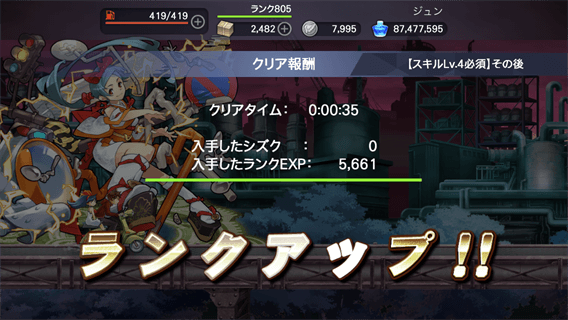 ランク805
ジュン
419/419
2,482
7,995
87,477,595
クリア報酬
【スキルLv.4必須】その後
クリアタイム： 0:00:35
入手したシズク ： 0
入手したランクEXP： 5,661
ランクアップ!!